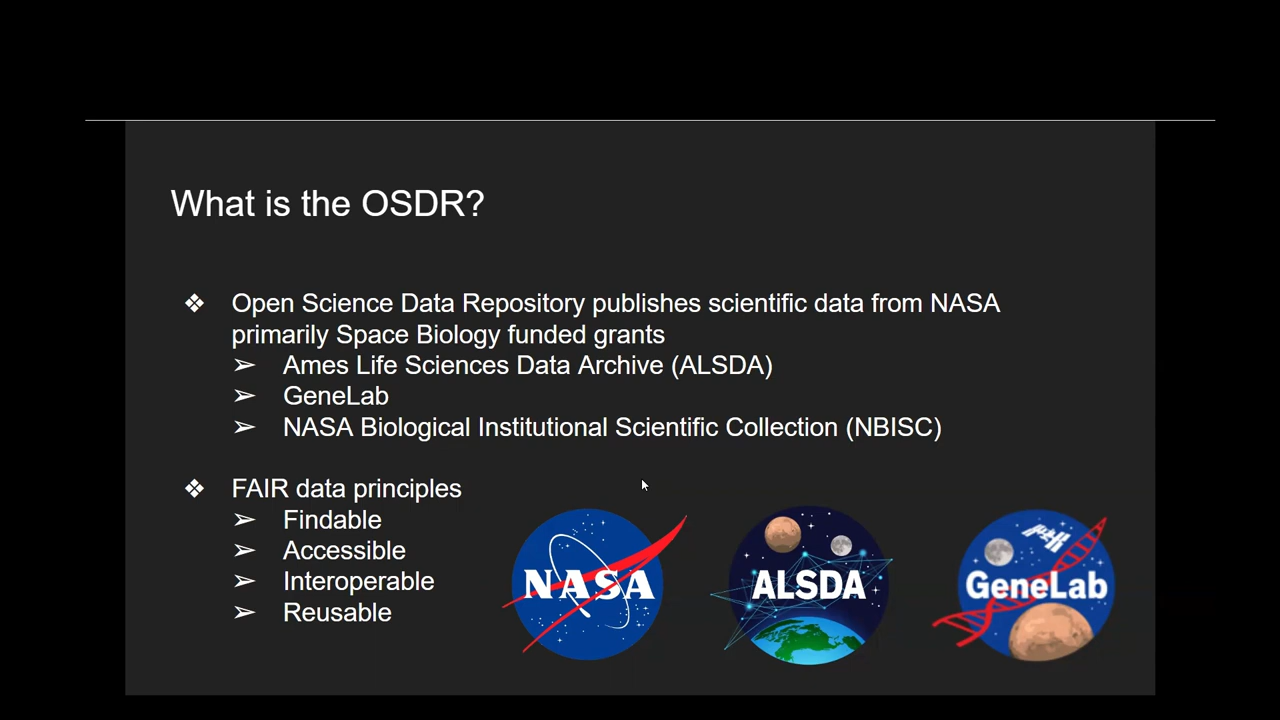 What is the OSDR?
❖ Open Science Data Repository publishes scientific data from NASA
primarily Space Biology funded grants
➢ Ames Life Sciences Data Archive (ALSDA)
➢ GeneLab
➢ NASA Biological Institutional Scientific Collection (NBISC)
❖ FAIR data principles
➢ Findable
➢ Accessible
➢ Interoperable
➢ Reusable
NASA
ALSDA
GeneLab